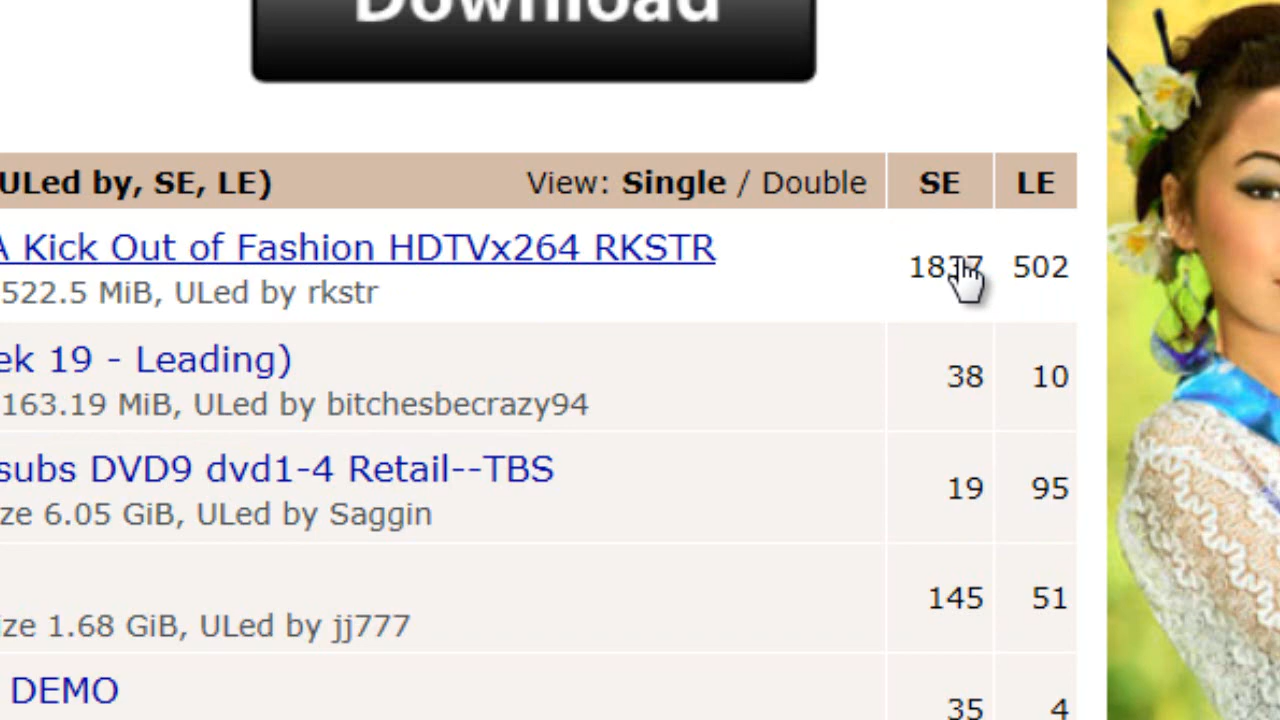 Download
ULed by, SE, LE) View: Single / Double SE LE
A Kick Out of Fashion HDTVx264 RKSTR
522.5 MiB, ULed by rkstr
502
ek 19 - Leading)
163.19 MiB, ULed by bitchesbecrazy94
38 10
subs DVD9 dvd1-4 Retail--TBS
ze 6.05 GiB, ULed by Saggin
19 95
ize 1.68 GiB, ULed by jj777
145 51
DEMO
35 4